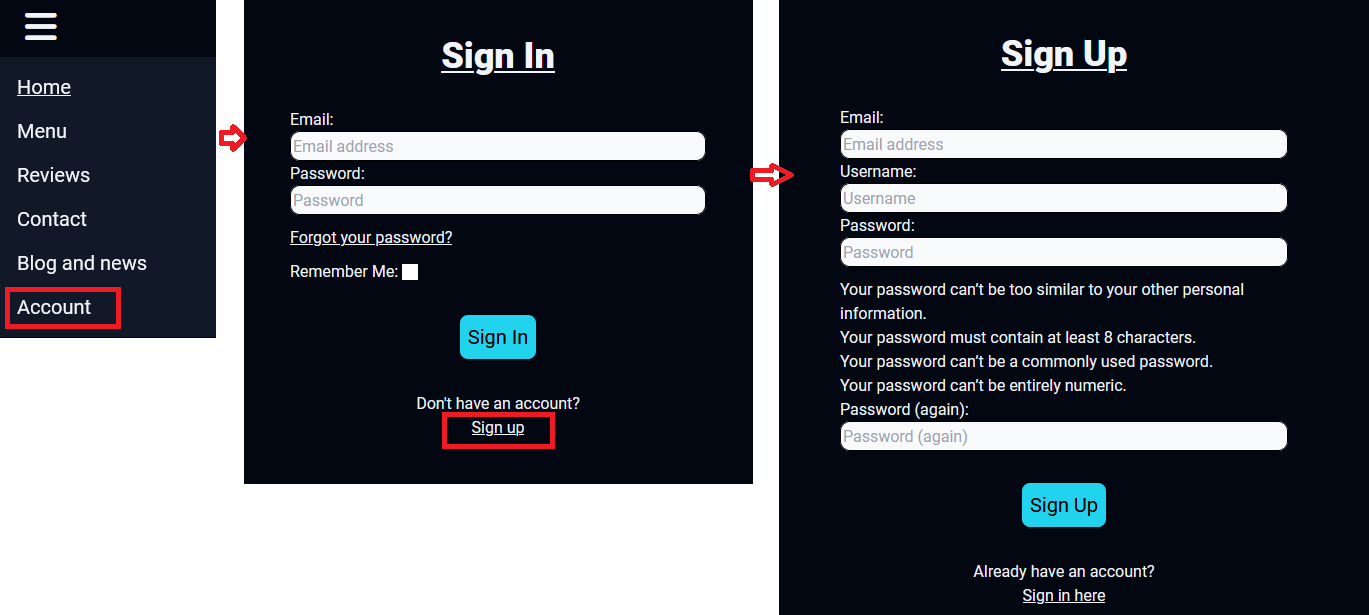 Home
Menu
Reviews
Contact
Blog and news
Account
Sign In
Email:
Email address
Password:
Password
Forgot your password?
Remember Me:
Sign In
Don't have an account?
Sign up
Sign Up
Email:
Email address
Username:
Username
Password:
Password
Your password can’t be too similar to your other personal
information.
Your password must contain at least 8 characters.
Your password can’t be a commonly used password.
Your password can’t be entirely numeric.
Password (again):
Password (again)
Sign Up
Already have an account?
Sign in here